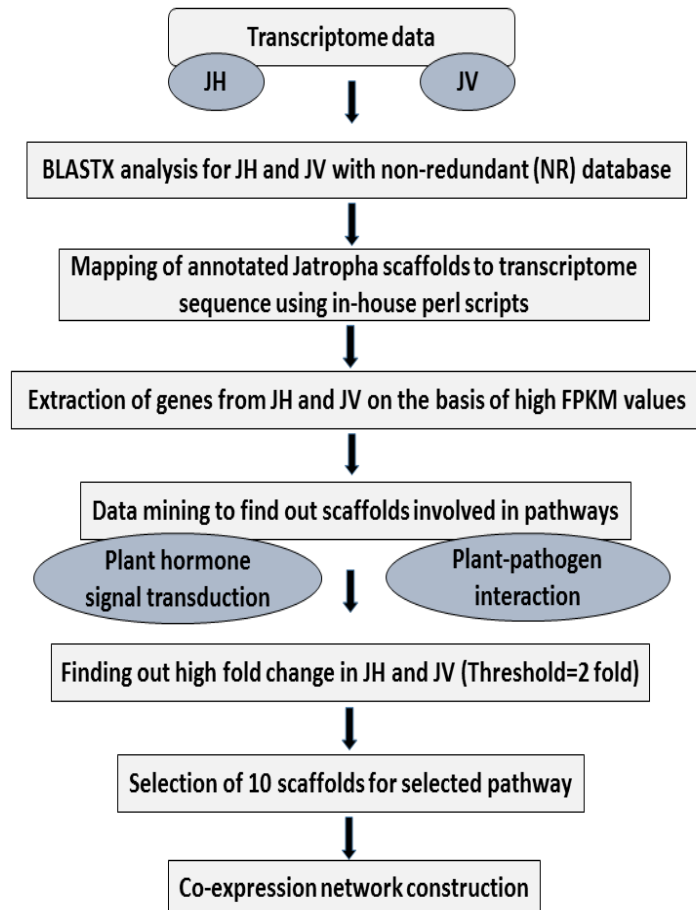 Transcriptome data
JH
JV
BLASTX analysis for JH and JV with non-redundant (NR) database
Mapping of annotated Jatropha scaffolds to transcriptome
sequence using in-house perl scripts
Extraction of genes from JH and JV on the basis of high FPKM values
Data mining to find out scaffolds involved in pathways
Plant hormone
signal transduction
Plant-pathogen
interaction
Finding out high fold change in JH and JV (Threshold=2 fold)
Selection of 10 scaffolds for selected pathway
Co-expression network construction